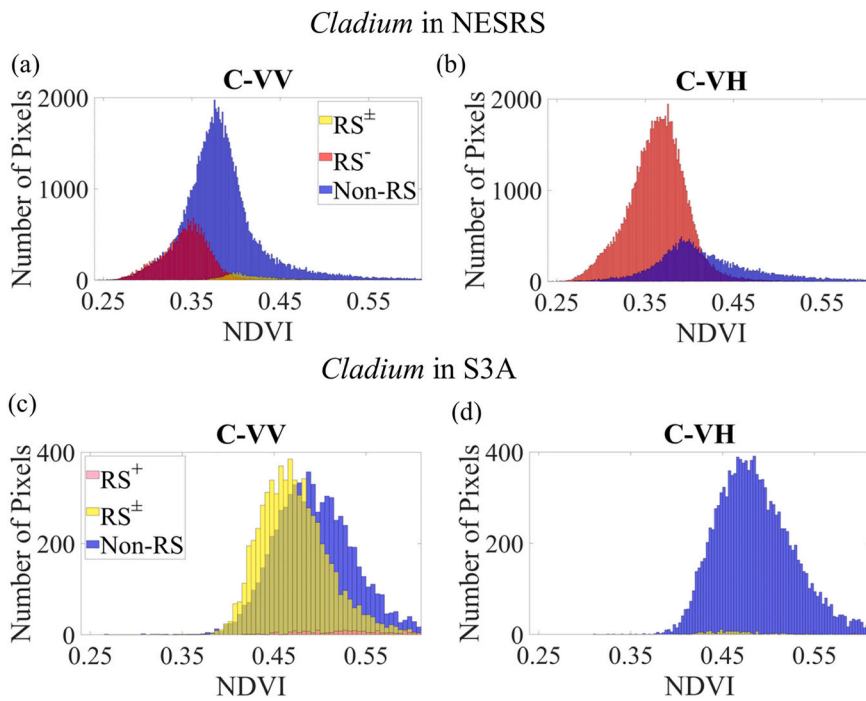 Cladium in NESRS
(a)
C-VV
Number of Pixels
2000
1000
0
0.25 0.35 0.45 0.55
NDVI
RS±
RS⁻
Non-RS
(b)
C-VH
Number of Pixels
2000
1000
0
0.25 0.35 0.45 0.55
NDVI
Cladium in S3A
(c)
C-VV
Number of Pixels
400
200
0
0.25 0.35 0.45 0.55
NDVI
RS⁺
RS±
Non-RS
(d)
C-VH
Number of Pixels
400
200
0
0.25 0.35 0.45 0.55
NDVI